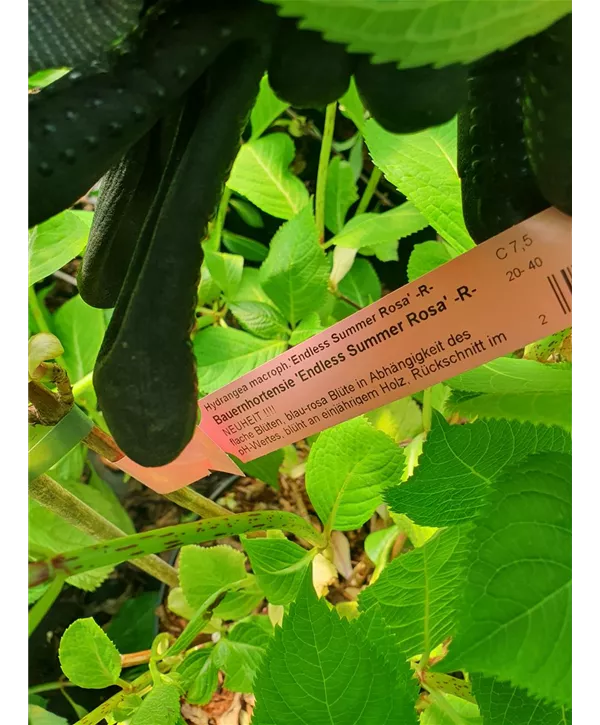 C 7,5
20- 40
2
Hydrangea macroph.'Endless Summer Rosa' -R-
Bauernhortensie 'Endless Summer Rosa' -R-
NEUHEIT !!!!
flache Blüten, blau-rosa Blüte in Abhängigkeit des
pH-Wertes, blüht an einjährigem Holz, Rückschnitt im